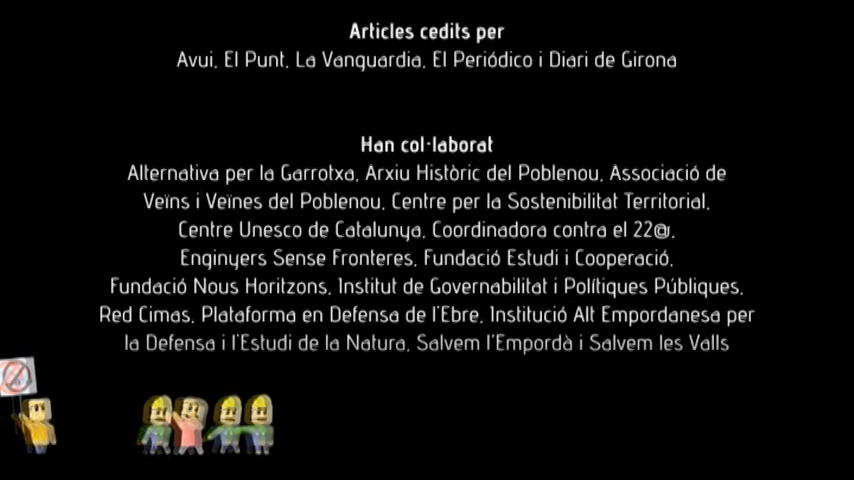 Articles cedits per
Avui, El Punt, La Vanguardia, El Periódico i Diari de Girona
Han col·laborat
Alternativa per la Garrotxa, Arxiu Històric del Poblenou, Associació de
Veïns i Veïnes del Poblenou, Centre per la Sostenibilitat Territorial,
Centre Unesco de Catalunya, Coordinadora contra el 22@,
Enginyers Sense Fronteres, Fundació Estudi i Cooperació,
Fundació Nous Horitzons, Institut de Governabilitat i Polítiques Públiques,
Red Cimas, Plataforma en Defensa de l'Ebre, Institució Alt Empordanesa per
la Defensa i l'Estudi de la Natura, Salvem l'Empordà i Salvem les Valls